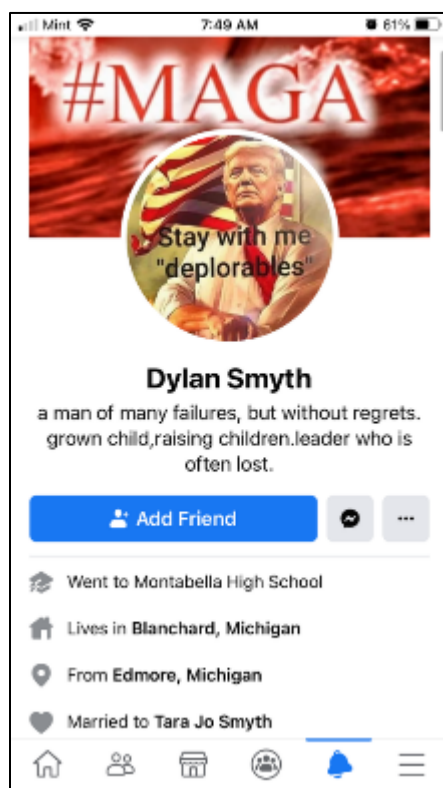 Mint 7:49 AM 61%
#MAGA
Stay with me
"deplorables"
Dylan Smyth
a man of many failures, but without regrets.
grown child,raising children.leader who is
often lost.
Add Friend
Went to Montabella High School
Lives in Blanchard, Michigan
From Edmore, Michigan
Married to Tara Jo Smyth